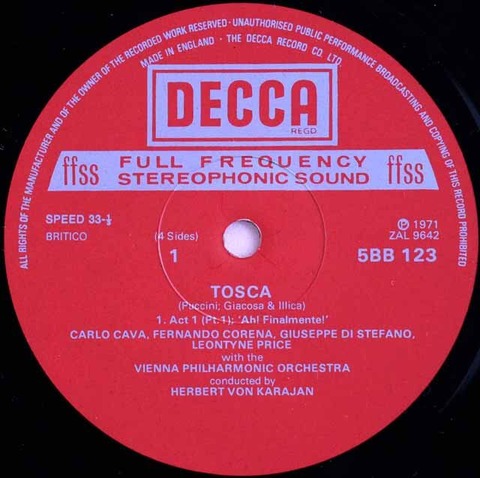 ALL RIGHTS OF THE MANUFACTURER AND OF THE OWNER OF THE RECORDED WORK RESERVED · UNAUTHORISED PUBLIC PERFORMANCE BROADCASTING AND COPYING OF THIS RECORD PROHIBITED
MADE IN ENGLAND · THE DECCA RECORD CO. LTD.
DECCA
REGD
ffss FULL FREQUENCY STEREOPHONIC SOUND ffss
SPEED 33-⅓
Ⓟ 1971
BRITICO
(4 Sides)
ZAL 9642
1
5BB 123
TOSCA
(Puccini; Giacosa & Illica)
1. Act 1 (Pt.1); 'Ah! Finalmente!'
CARLO CAVA, FERNANDO CORENA, GIUSEPPE DI STEFANO,
LEONTYNE PRICE
with the
VIENNA PHILHARMONIC ORCHESTRA
conducted by
HERBERT VON KARAJAN